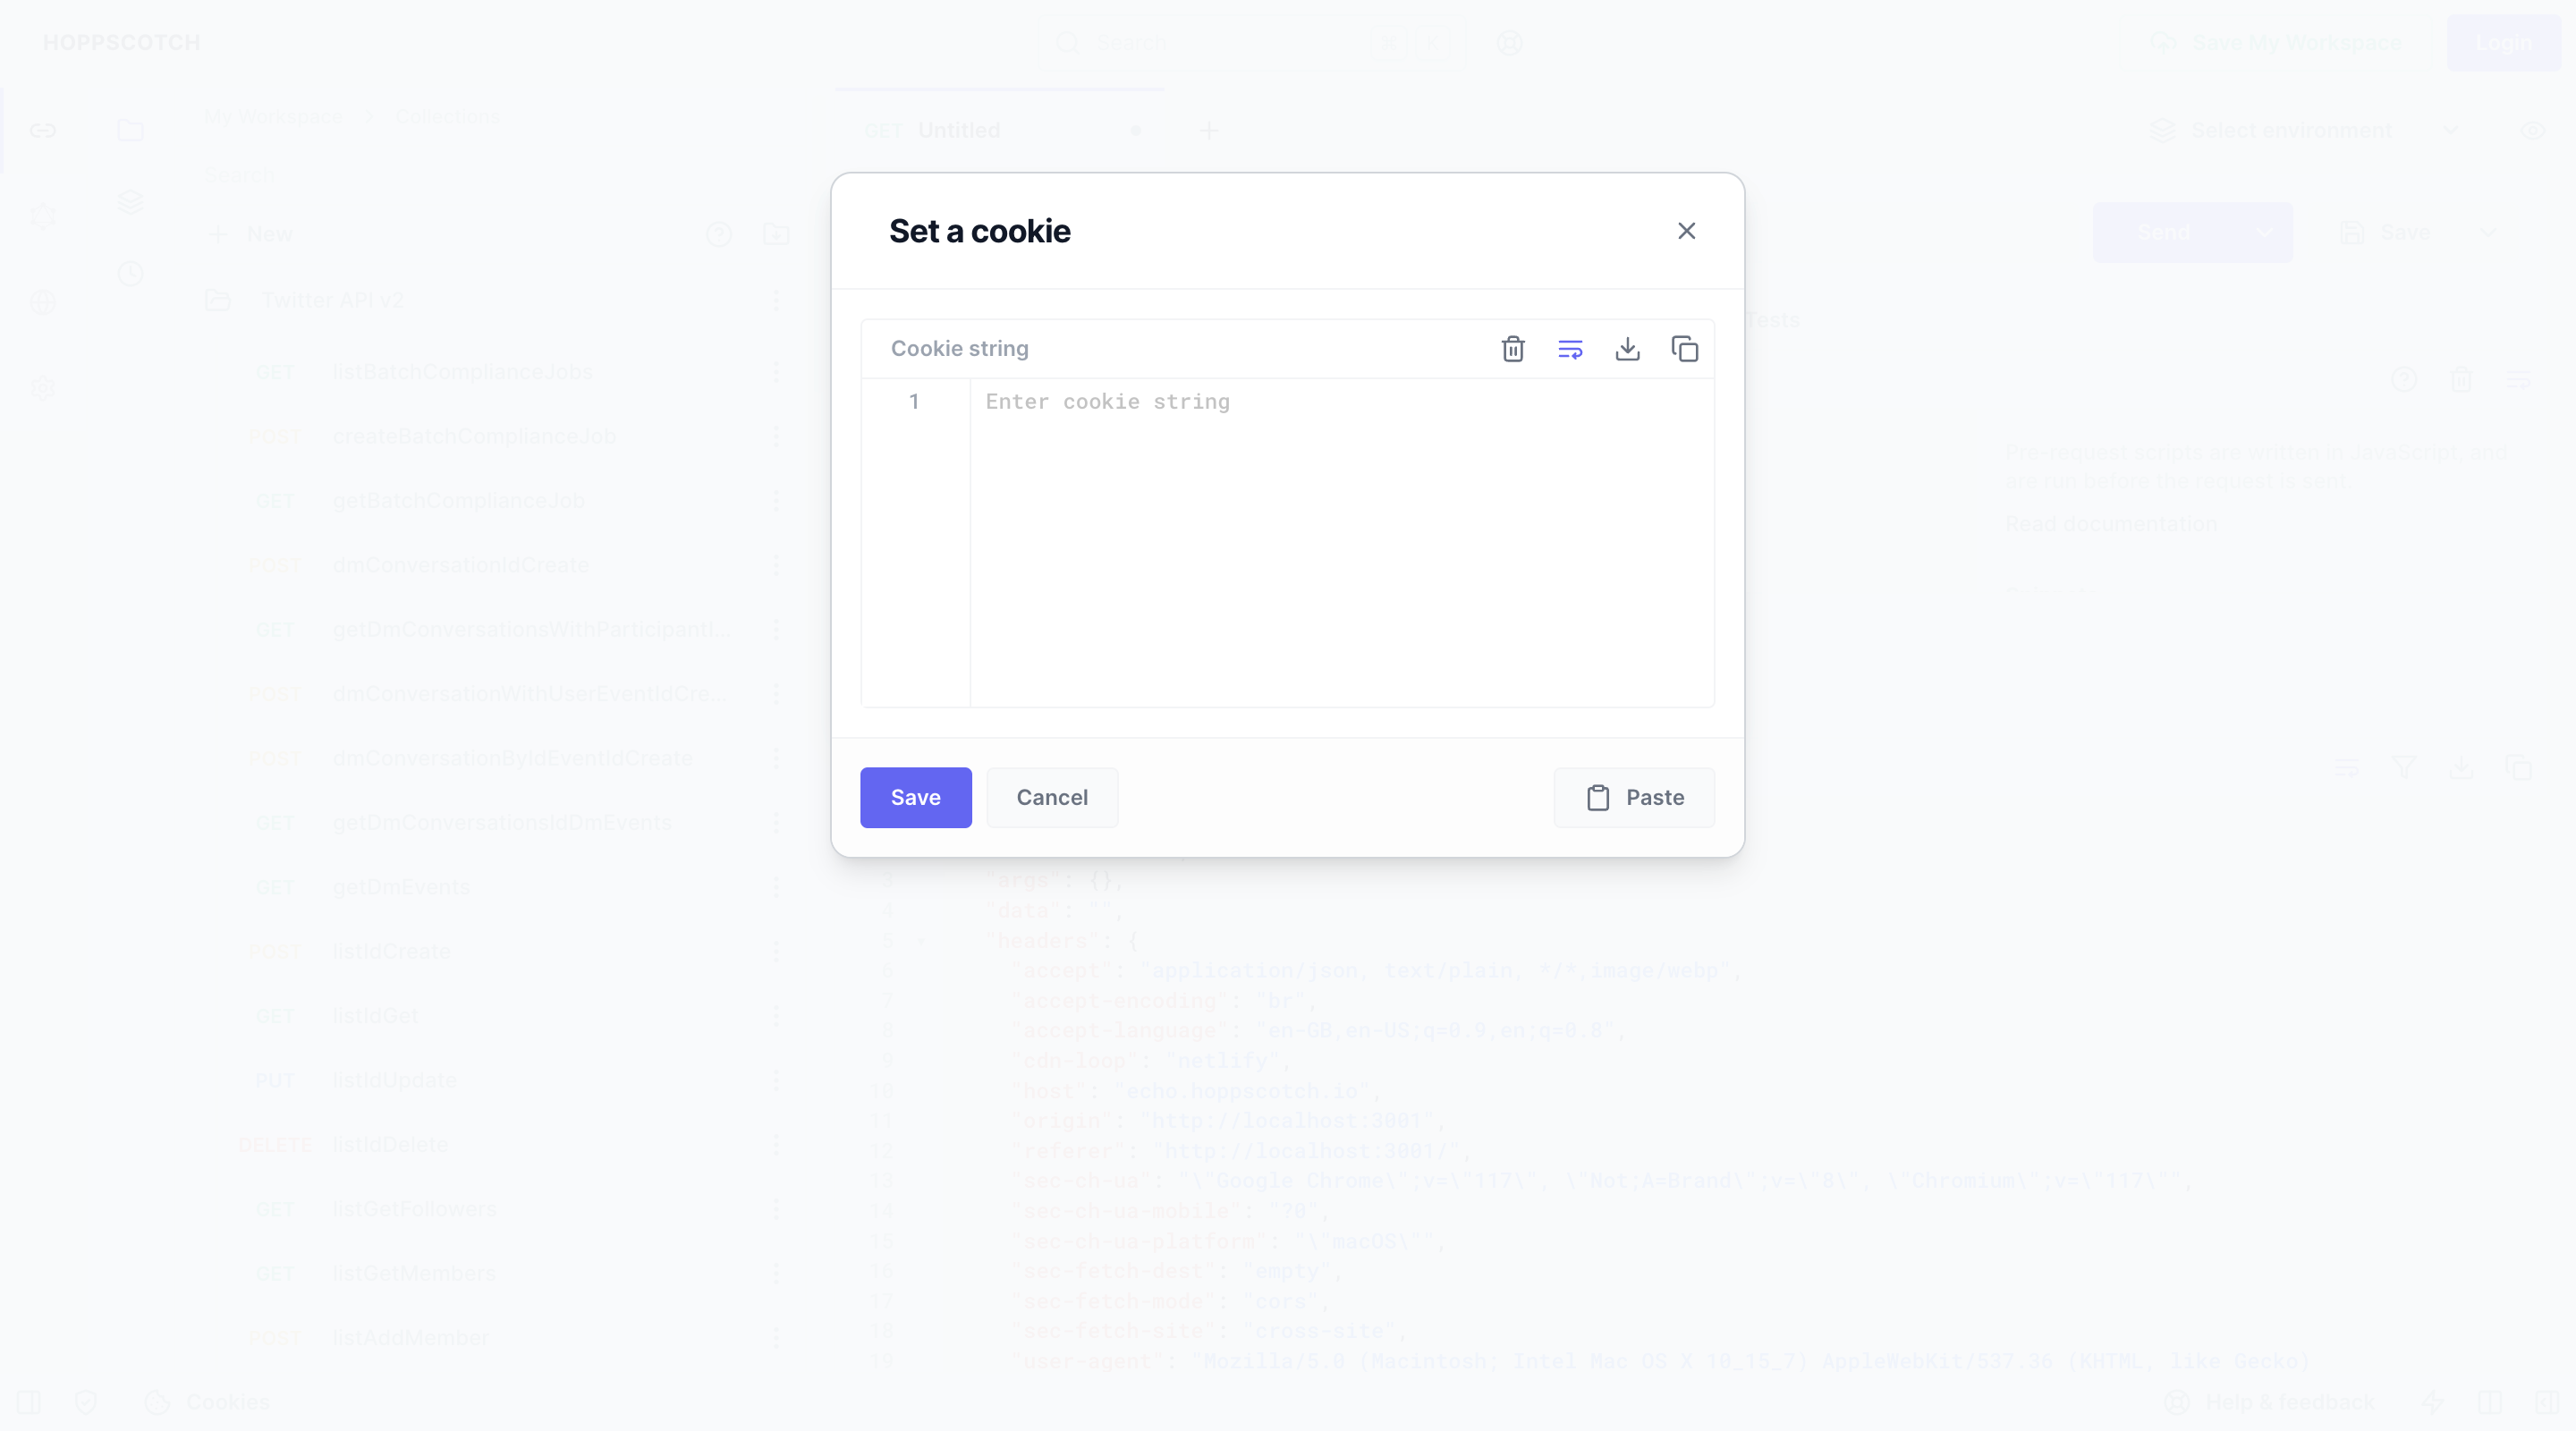 HOPPSCOTCH
Search
K
Save My Workspace
Login
My Workspace > Collections
Search
New
Twitter API v2
GET listBatchComplianceJobs
POST createBatchComplianceJob
GET getBatchComplianceJob
POST dmConversationIdCreate
GET getDmConversationsWithParticipantI...
POST dmConversationWithUserEventIdCre...
POST dmConversationByIdEventIdCreate
GET getDmConversationsIdDmEvents
GET getDmEvents
POST listIdCreate
GET listIdGet
PUT listIdUpdate
DELETE listIdDelete
GET listGetFollowers
GET listGetMembers
POST listAddMember
GET Untitled
Select environment
Send
Save
Tests
Pre-request scripts are written in JavaScript, and
are run before the request is sent.
Read documentation
Set a cookie
Cookie string
1 Enter cookie string
Save
Cancel
Paste
3 "args": {},
4 "data": "",
5 "headers": {
6 "accept": "application/json, text/plain, */*,image/webp",
7 "accept-encoding": "br",
8 "accept-language": "en-GB,en-US;q=0.9,en;q=0.8",
9 "cdn-loop": "netlify",
10 "host": "echo.hoppscotch.io",
11 "origin": "http://localhost:3001",
12 "referer": "http://localhost:3001/",
13 "sec-ch-ua": "\"Google Chrome\";v=\"117\", \"Not;A=Brand\";v=\"8\", \"Chromium\";v=\"117\"",
14 "sec-ch-ua-mobile": "?0",
15 "sec-ch-ua-platform": "\"macOS\"",
16 "sec-fetch-dest": "empty",
17 "sec-fetch-mode": "cors",
18 "sec-fetch-site": "cross-site",
19 "user-agent": "Mozilla/5.0 (Macintosh; Intel Mac OS X 10_15_7) AppleWebKit/537.36 (KHTML, like Gecko)
Cookies
Help & feedback